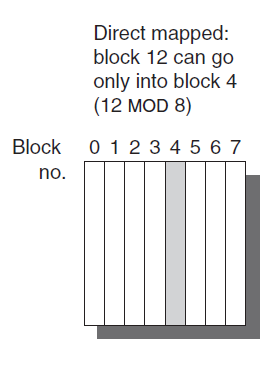 Direct mapped:
block 12 can go
only into block 4
(12 MOD 8)
Block 0 1 2 3 4 5 6 7
no.